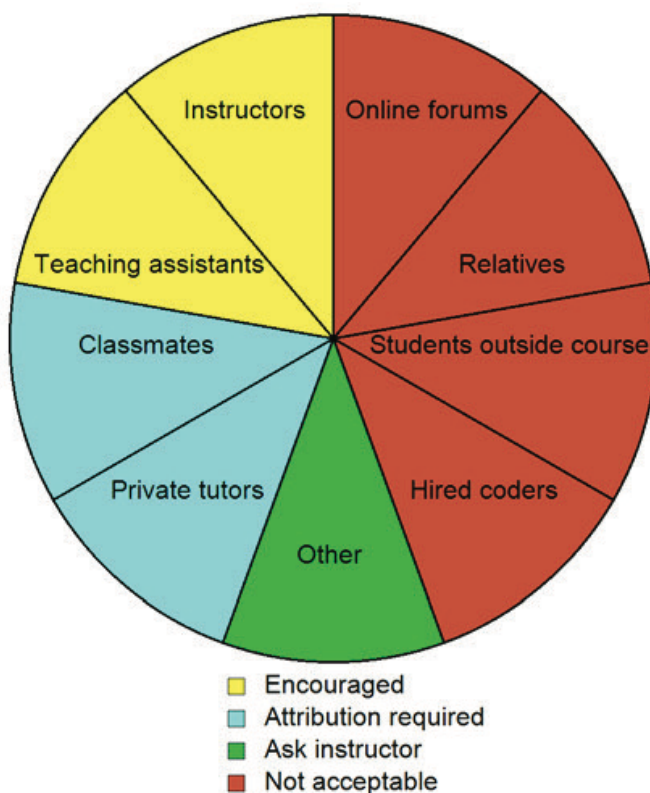 Instructors
Online forums
Teaching assistants
Relatives
Classmates
Students outside course
Private tutors
Hired coders
Other
Encouraged
Attribution required
Ask instructor
Not acceptable